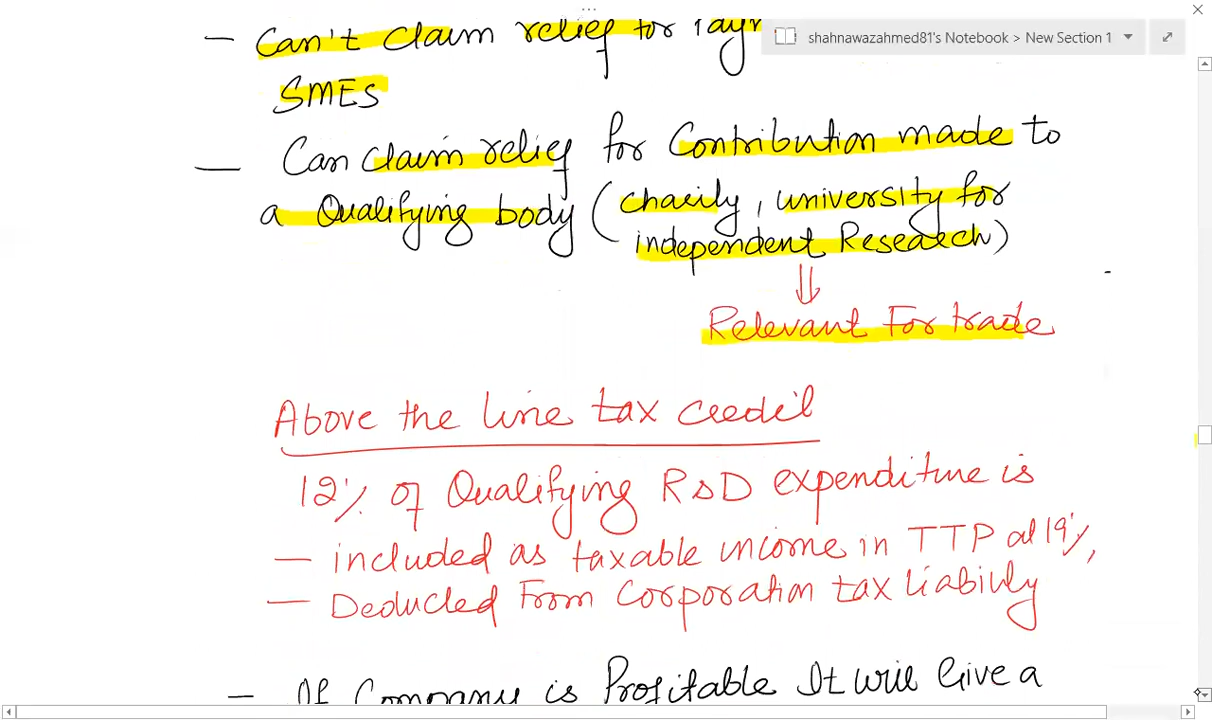 – Can't claim relief for
shahnawazahmed81's Notebook > New Section 1
SMEs
– Can claim relief for Contribution made to
a Qualifying body (chaeily, university for
independent Research)
⇓
Relevant For trade
Above the line tax credit
12% of Qualifying R&D expenditure is
– included as taxable income in TTP at 19%,
– Deducted From Corporation tax liability
– If Company is Profitable It will Give a